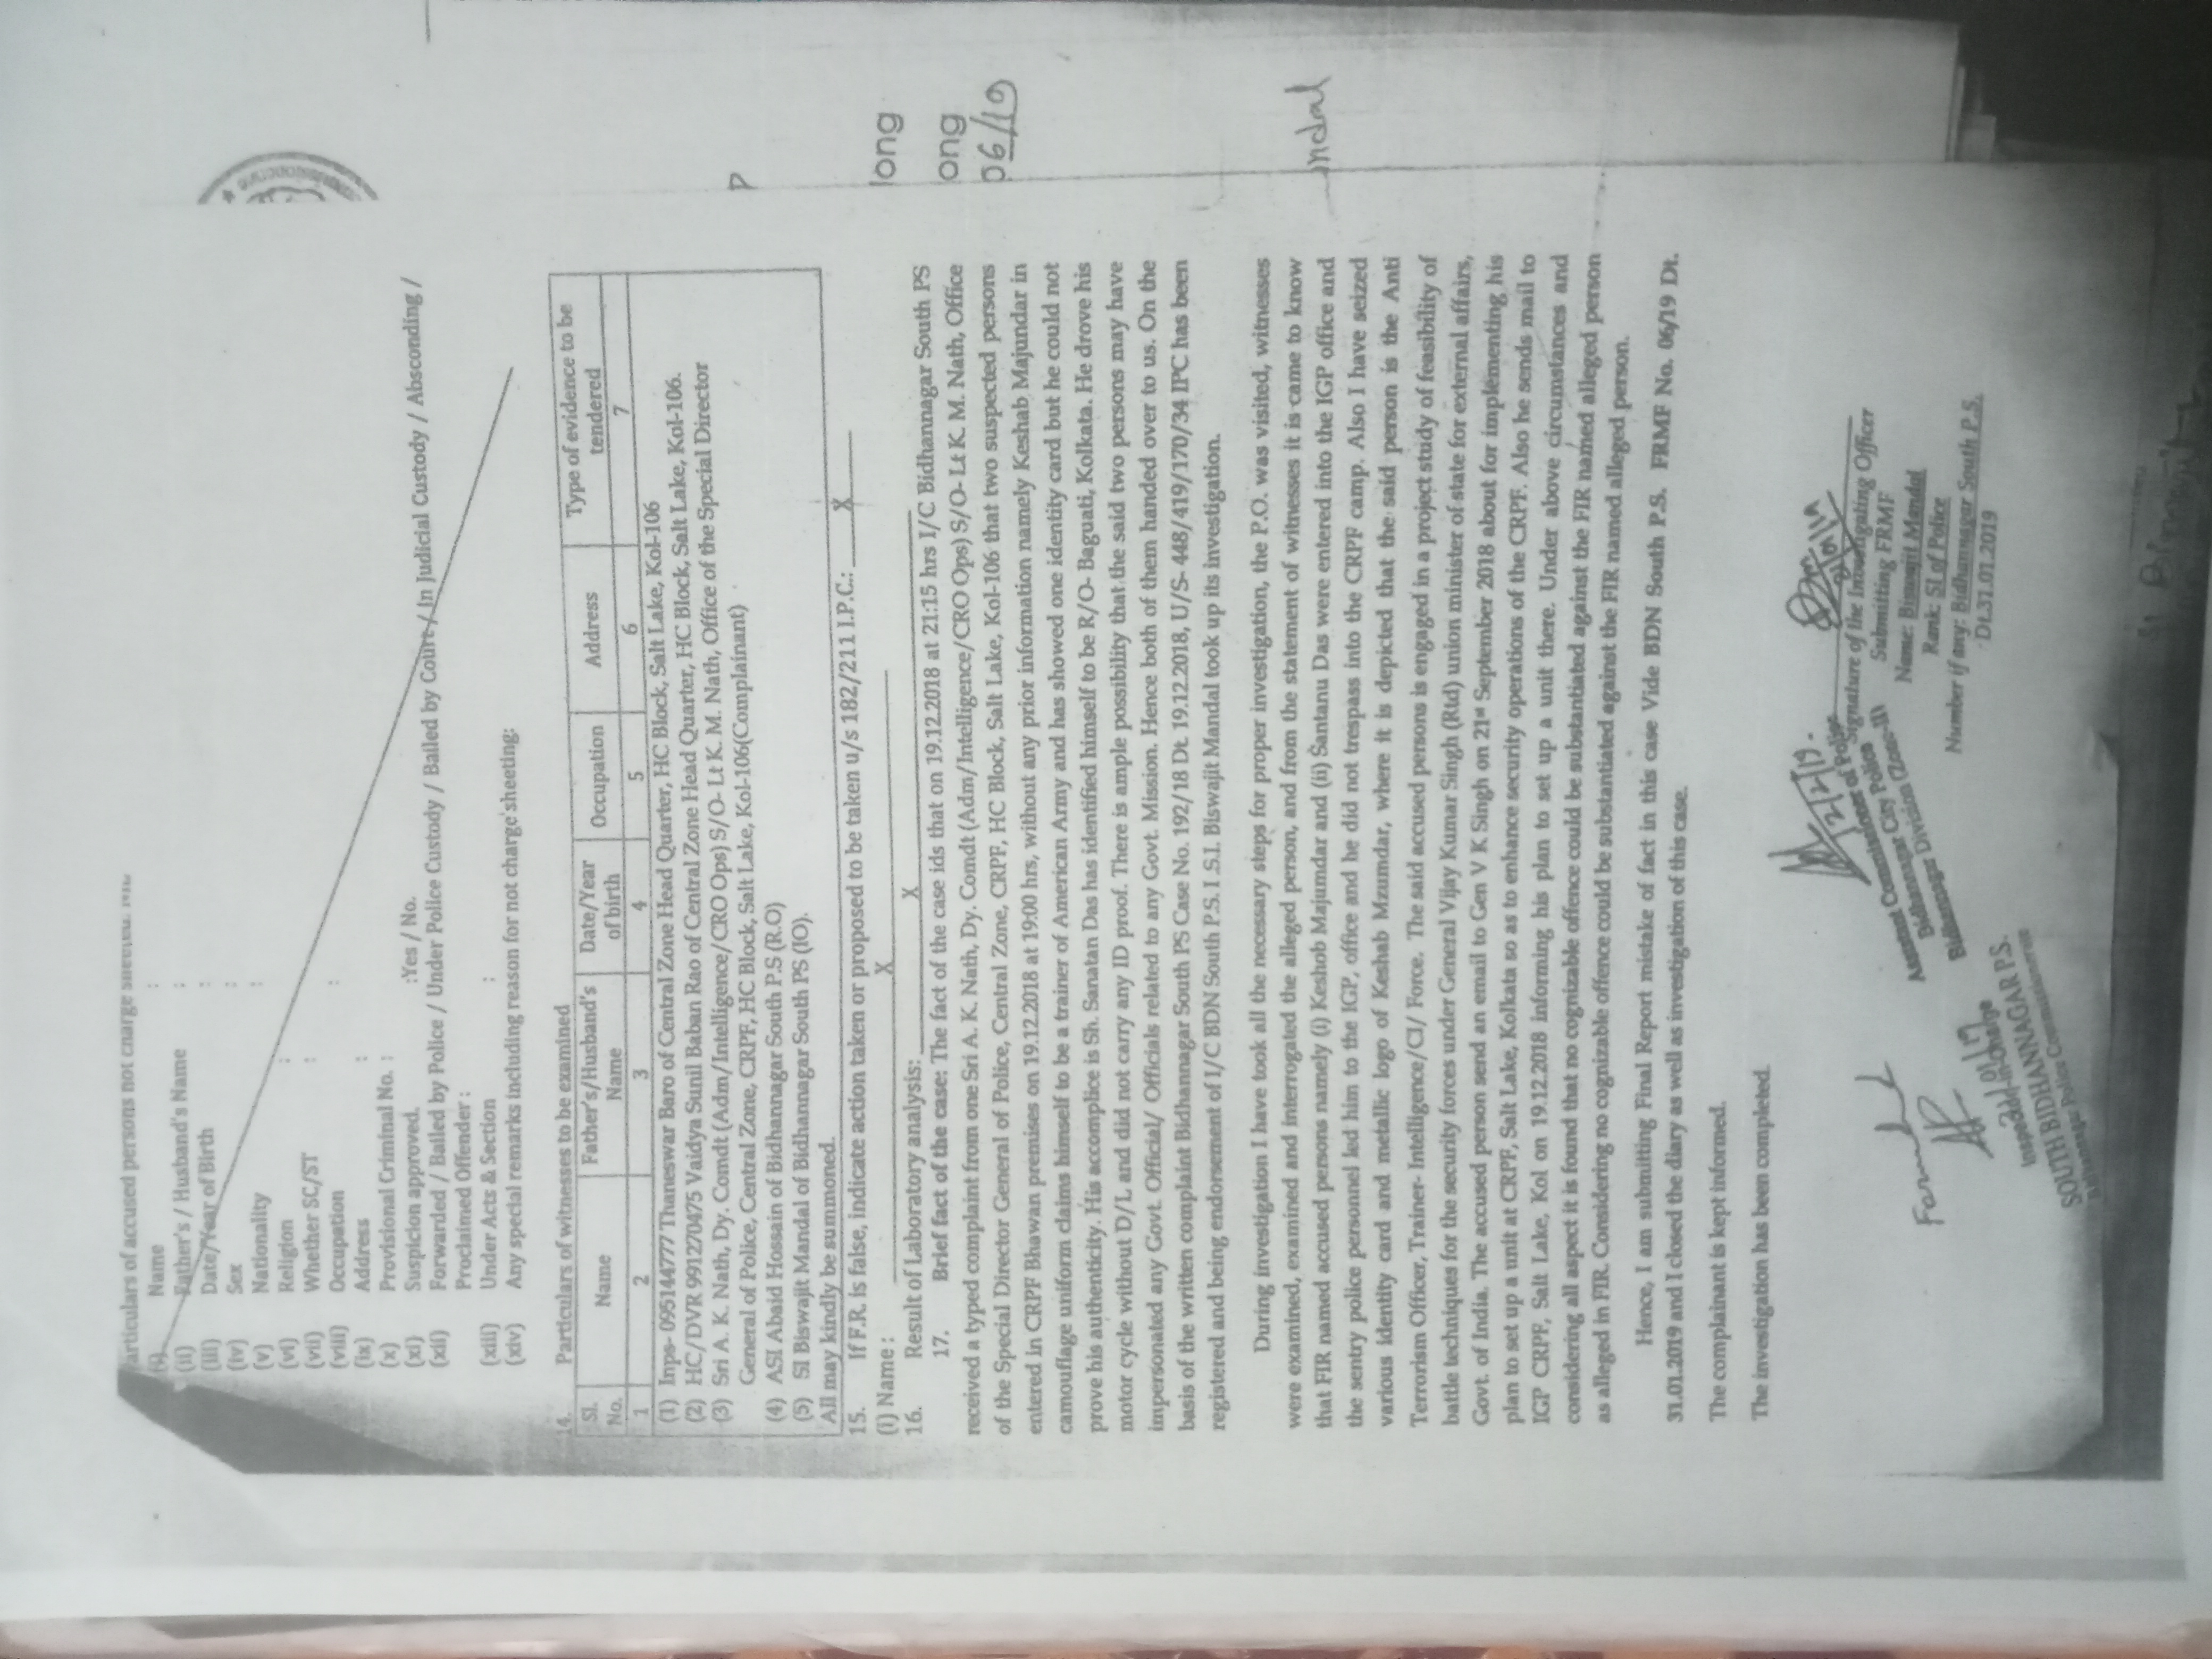 articulars of accused persons not charge
(i) Name :
(ii) Father's / Husband's Name :
(iii) Date/Year of Birth :
(iv) Sex :
(v) Nationality :
(vi) Religion :
(vii) Whether SC/ST :
(viii) Occupation :
(ix) Address :
(x) Provisional Criminal No. :
(xi) Suspicion approved. :Yes / No.
(xii) Forwarded / Bailed by Police / Under Police Custody / Bailed by Court / In Judicial Custody / Absconding /
Proclaimed Offender :
(xiii) Under Acts & Section :
(xiv) Any special remarks including reason for not charge sheeting:
14. Particulars of witnesses to be examined
Sl. No. Name Father's/Husband's Name Date/Year of birth Occupation Address Type of evidence to be tendered
1 2 3 4 5 6 7
(1) Inps- 095144777 Thaneswar Baro of Central Zone Head Quarter, HC Block, Salt Lake, Kol-106
(2) HC/DVR 991270475 Vaidya Sunil Baban Rao of Central Zone Head Quarter, HC Block, Salt Lake, Kol-106.
(3) Sri A. K. Nath, Dy. Comdt (Adm/Intelligence/CRO Ops) S/O- Lt K. M. Nath, Office of the Special Director
General of Police, Central Zone, CRPF, HC Block, Salt Lake, Kol-106(Complainant)
(4) ASI Abaid Hossain of Bidhannagar South P.S (R.O)
(5) SI Biswajit Mandal of Bidhannagar South PS (IO).
All may kindly be summoned.
15. If F.R. is false, indicate action taken or proposed to be taken u/s 182/211 I.P.C.: X
(i) Name : X
16. Result of Laboratory analysis: X
17. Brief fact of the case: The fact of the case ids that on 19.12.2018 at 21:15 hrs I/C Bidhannagar South PS
received a typed complaint from one Sri A. K. Nath, Dy. Comdt (Adm/Intelligence/CRO Ops) S/O- Lt K. M. Nath, Office
of the Special Director General of Police, Central Zone, CRPF, HC Block, Salt Lake, Kol-106 that two suspected persons
entered in CRPF Bhawan premises on 19.12.2018 at 19:00 hrs, without any prior information namely Keshab Majundar in
camouflage uniform claims himself to be a trainer of American Army and has showed one identity card but he could not
prove his authenticity. His accomplice is Sh. Sanatan Das has identified himself to be R/O- Baguati, Kolkata. He drove his
motor cycle without D/L and did not carry any ID proof. There is ample possibility that the said two persons may have
impersonated any Govt. Official/ Officials related to any Govt. Mission. Hence both of them handed over to us. On the
basis of the written complaint Bidhannagar South PS Case No. 192/18 Dt. 19.12.2018, U/S- 448/419/170/34 IPC has been
registered and being endorsement of I/C BDN South P.S. I S.I. Biswajit Mandal took up its investigation.
During investigation I have took all the necessary steps for proper investigation, the P.O. was visited, witnesses
were examined, examined and interrogated the alleged person, and from the statement of witnesses it is came to know
that FIR named accused persons namely (i) Keshob Majumdar and (ii) Santanu Das were entered into the IGP office and
the sentry police personnel led him to the IGP, office and he did not trespass into the CRPF camp. Also I have seized
various identity card and metallic logo of Keshab Mzumdar, where it is depicted that the said person is the Anti
Terrorism Officer, Trainer- Intelligence/CI/ Force. The said accused persons is engaged in a project study of feasibility of
battle techniques for the security forces under General Vijay Kumar Singh (Rtd) union minister of state for external affairs,
Govt. of India. The accused person send an email to Gen V K Singh on 21st September 2018 about for implementing his
plan to set up a unit at CRPF, Salt Lake, Kolkata so as to enhance security operations of the CRPF. Also he sends mail to
IGP CRPF, Salt Lake, Kol on 19.12.2018 informing his plan to set up a unit there. Under above circumstances and
considering all aspect it is found that no cognizable offence could be substantiated against the FIR named alleged person
as alleged in FIR. Considering no cognizable offence could be substantiated against the FIR named alleged person.
Hence, I am submitting Final Report mistake of fact in this case Vide BDN South P.S. FRMF No. 06/19 Dt.
31.01.2019 and I closed the diary as well as investigation of this case.
The complainant is kept informed.
The investigation has been completed.
Signature of the Investigating Officer
Submitting FRMF
Name: Biswajit Mandal
Rank: SI of Police
Number if any: Bidhannagar South P.S.
Dt.31.01.2019
12/2/19.
Assistant Commissioner of Police
Bidhannagar City Police
Bidhannagar Division (Zone-II)
31/01/19
Inspector-in-Charge
SOUTH BIDHANNAGAR P.S.
Bidhannagar Police Commissionerate
long
ong
06/19
ndal